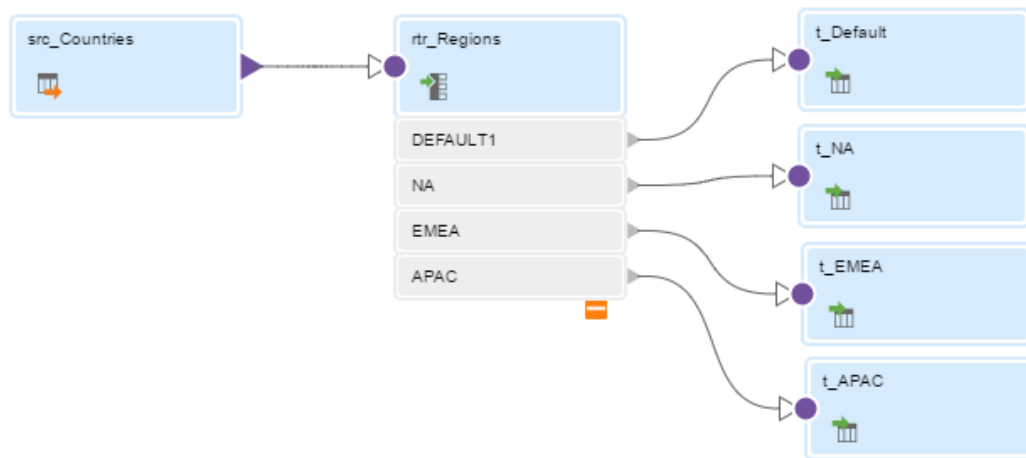 src_Countries
rtr_Regions
DEFAULT1
NA
EMEA
APAC
t_Default
t_NA
t_EMEA
t_APAC